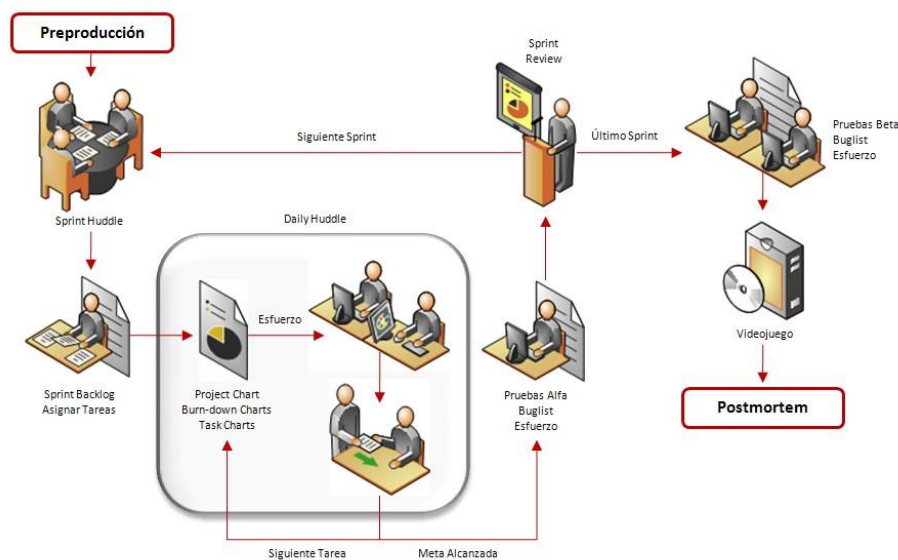 Preproducción
Sprint
Review
Siguiente Sprint
Último Sprint
Pruebas Beta
Buglist
Esfuerzo
Sprint Huddle
Daily Huddle
Esfuerzo
Videojuego
Sprint Backlog
Asignar Tareas
Project Chart
Burn-down Charts
Task Charts
Pruebas Alfa
Buglist
Esfuerzo
Postmortem
Siguiente Tarea
Meta Alcanzada